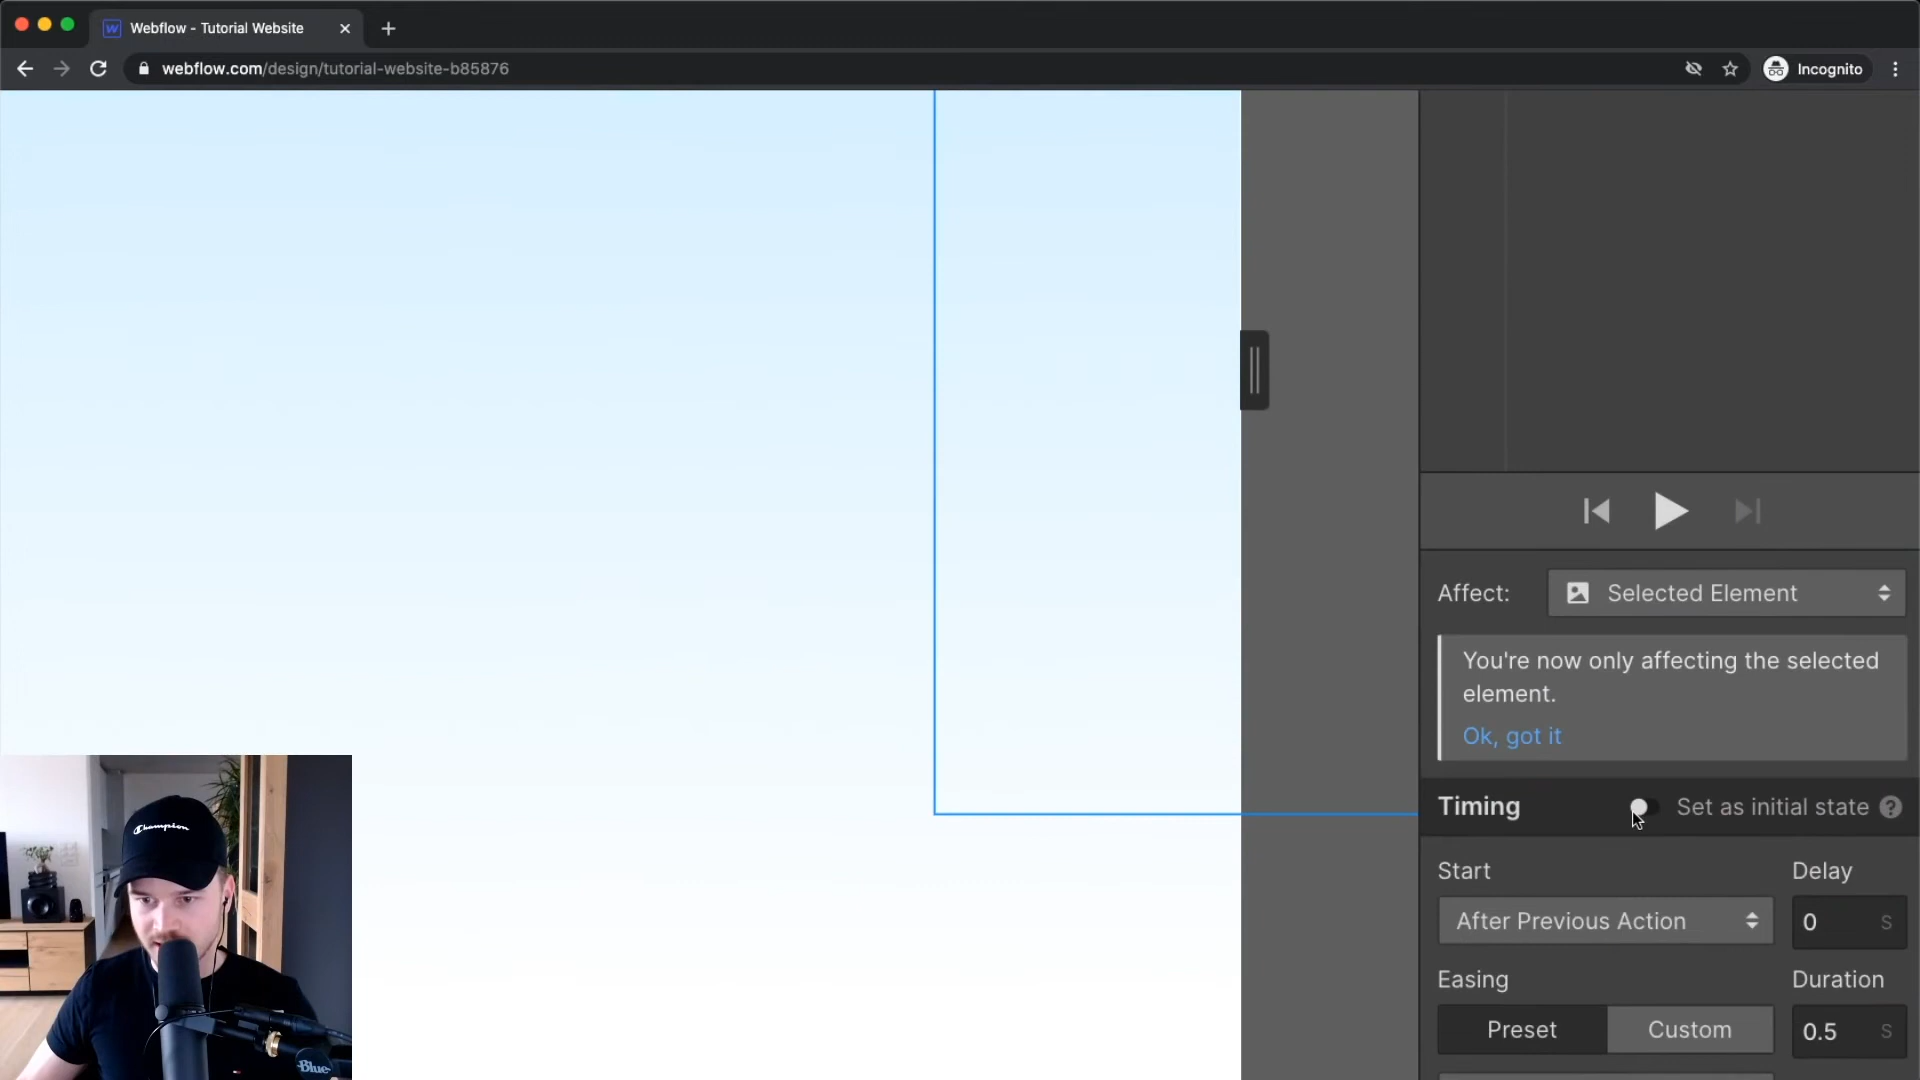 Webflow - Tutorial Website
webflow.com/design/tutorial-website-b85876
Incognito
Affect:
Selected Element
You're now only affecting the selected
element.
Ok, got it
Timing
Set as initial state
?
Start
Delay
After Previous Action
0
S
Easing
Duration
Preset
Custom
0.5
S
Champion
Blue